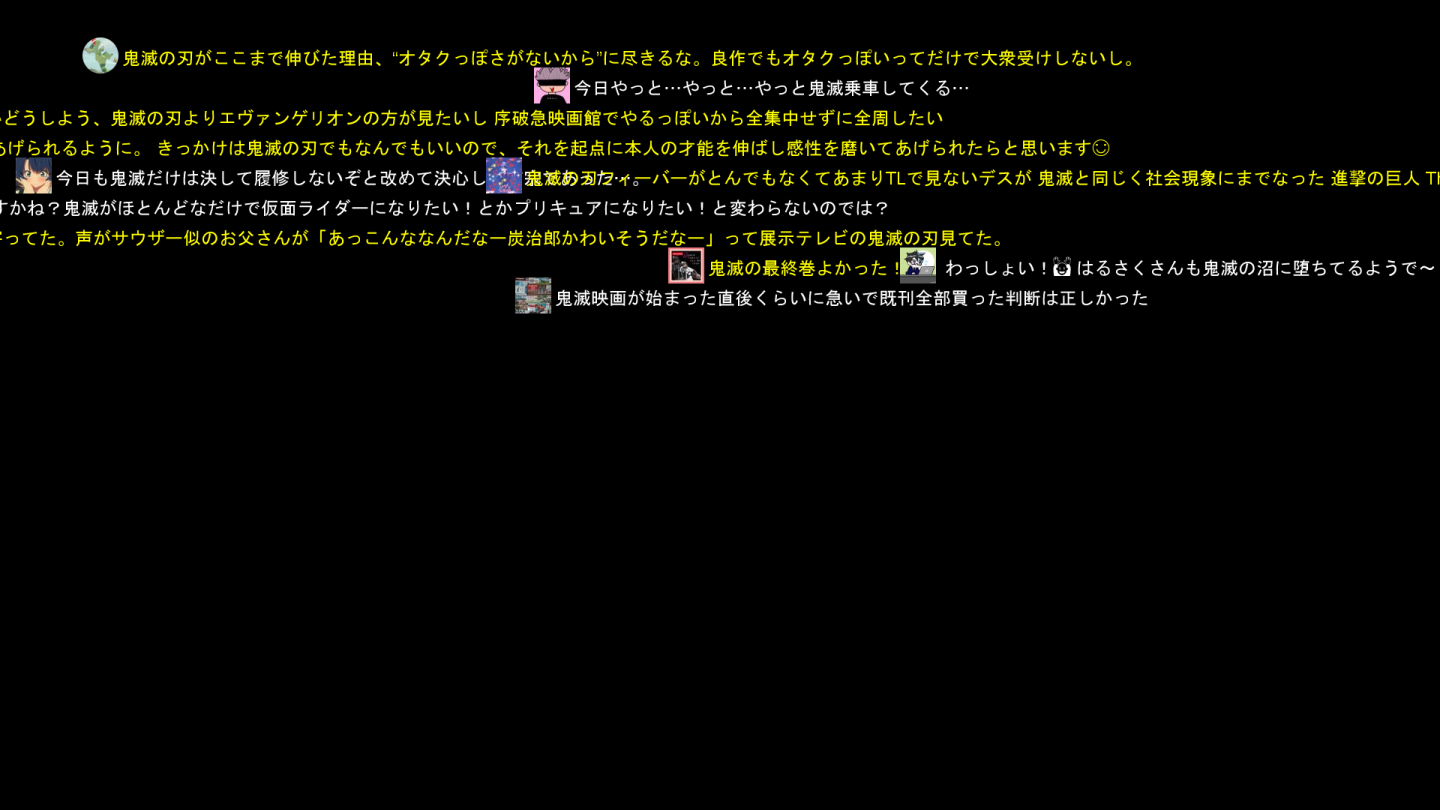 鬼滅の刃がここまで伸びた理由、“オタクっぽさがないから”に尽きるな。良作でもオタクっぽいってだけで大衆受けしないし。
今日やっと…やっと…やっと鬼滅乗車してくる…
どうしよう、鬼滅の刃よりエヴァンゲリオンの方が見たいし 序破急映画館でやるっぽいから全集中せずに全周したい
あげられるように。 きっかけは鬼滅の刃でもなんでもいいので、それを起点に本人の才能を伸ばし感性を磨いてあげられたらと思います☺
今日も鬼滅だけは決して履修しないぞと改めて決心し 鬼滅の刃フィーバーがとんでもなくてあまりTLで見ないデスが 鬼滅と同じく社会現象にまでなった 進撃の巨人
すかね？鬼滅がほとんどなだけで仮面ライダーになりたい！とかプリキュアになりたい！と変わらないのでは？
ってた。声がサウザー似のお父さんが「あっこんななんだなー炭治郎かわいそうだなー」って展示テレビの鬼滅の刃見てた。
鬼滅の最終巻よかった！ わっしょい！ はるさくさんも鬼滅の沼に堕ちてるようで〜
鬼滅映画が始まった直後くらいに急いで既刊全部買った判断は正しかった